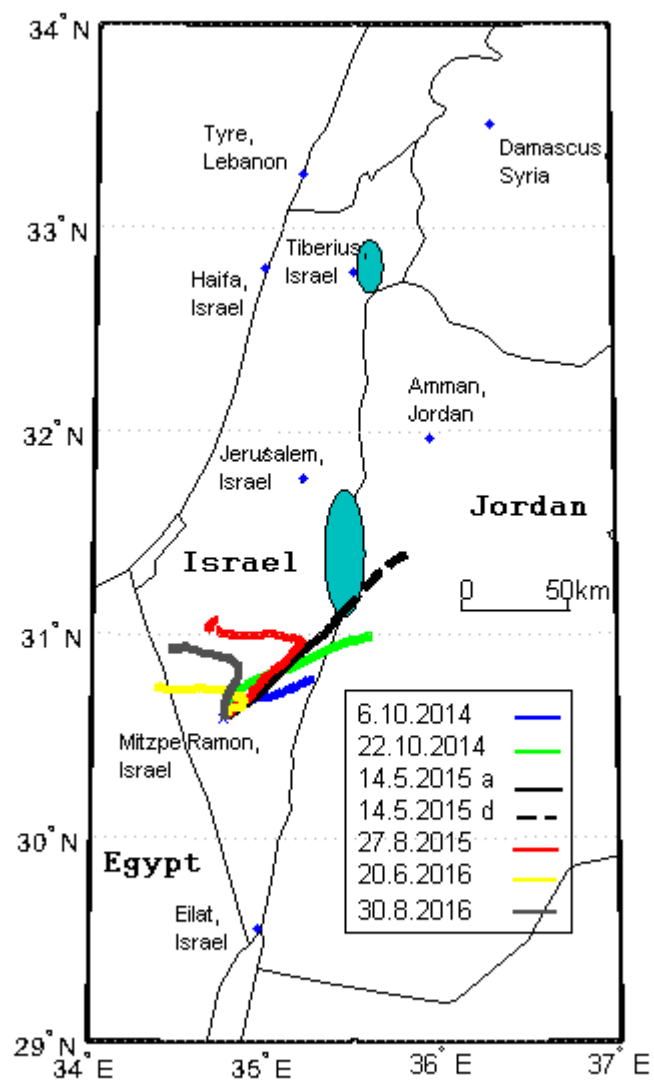 34°N
Tyre,
Lebanon
Damascus,
Syria
33°N
Tiberius,
Israel
Haifa,
Israel
Amman,
Jordan
32°N
Jerusalem,
Israel
Jordan
Israel
0 50km
31°N
Mitzpe Ramon,
Israel
6.10.2014
22.10.2014
14.5.2015 a
14.5.2015 d
27.8.2015
20.6.2016
30.8.2016
30°N
Egypt
Eilat,
Israel
29°N
34°E 35°E 36°E 37°E